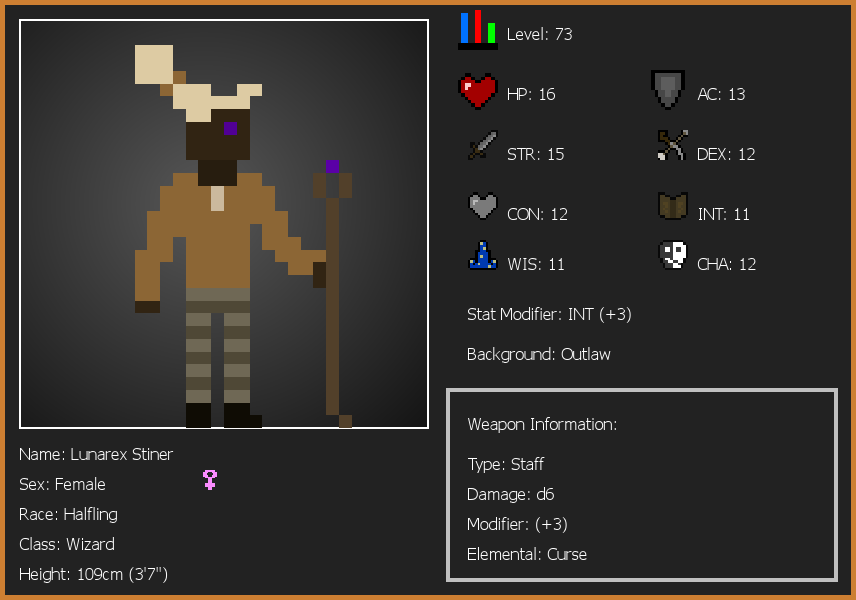 Level: 73
HP: 16
AC: 13
STR: 15
DEX: 12
CON: 12
INT: 11
WIS: 11
CHA: 12
Stat Modifier: INT (+3)
Background: Outlaw
Weapon Information:
Type: Staff
Damage: d6
Modifier: (+3)
Elemental: Curse
Name: Lunarex Stiner
Sex: Female
Race: Halfling
Class: Wizard
Height: 109cm (3'7")